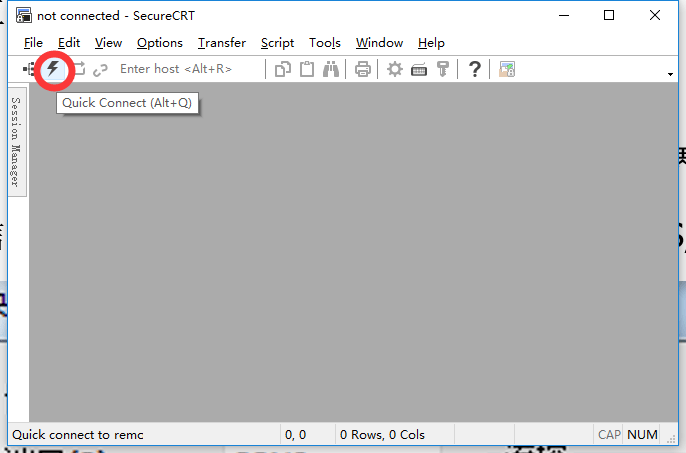 not connected - SecureCRT
File Edit View Options Transfer Script Tools Window Help
Enter host <Alt+R>
Quick Connect (Alt+Q)
Session Manager
Quick connect to remc
0, 0
0 Rows, 0 Cols
CAP NUM